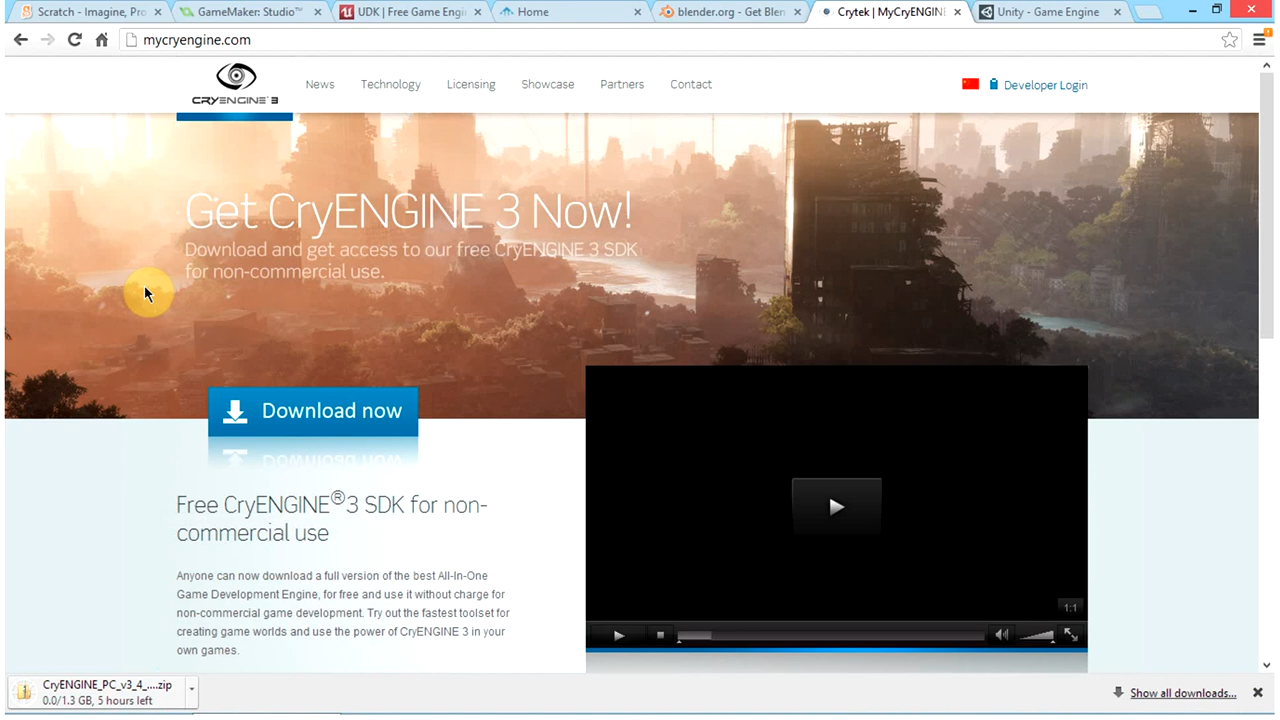 Scratch - Imagine, Pro
GameMaker: Studio™
UDK | Free Game Engi
Home
blender.org - Get Blen
Crytek | MyCryENGINE
Unity - Game Engine
mycryengine.com
CRYENGINE 3
News
Technology
Licensing
Showcase
Partners
Contact
Developer Login
Get CryENGINE 3 Now!
Download and get access to our free CryENGINE 3 SDK
for non-commercial use.
Download now
Free CryENGINE®3 SDK for non-
commercial use
Anyone can now download a full version of the best All-In-One
Game Development Engine, for free and use it without charge for
non-commercial game development. Try out the fastest toolset for
creating game worlds and use the power of CryENGINE 3 in your
own games.
1:1
CryENGINE_PC_v3_4_....zip
0.0/1.3 GB, 5 hours left
Show all downloads...